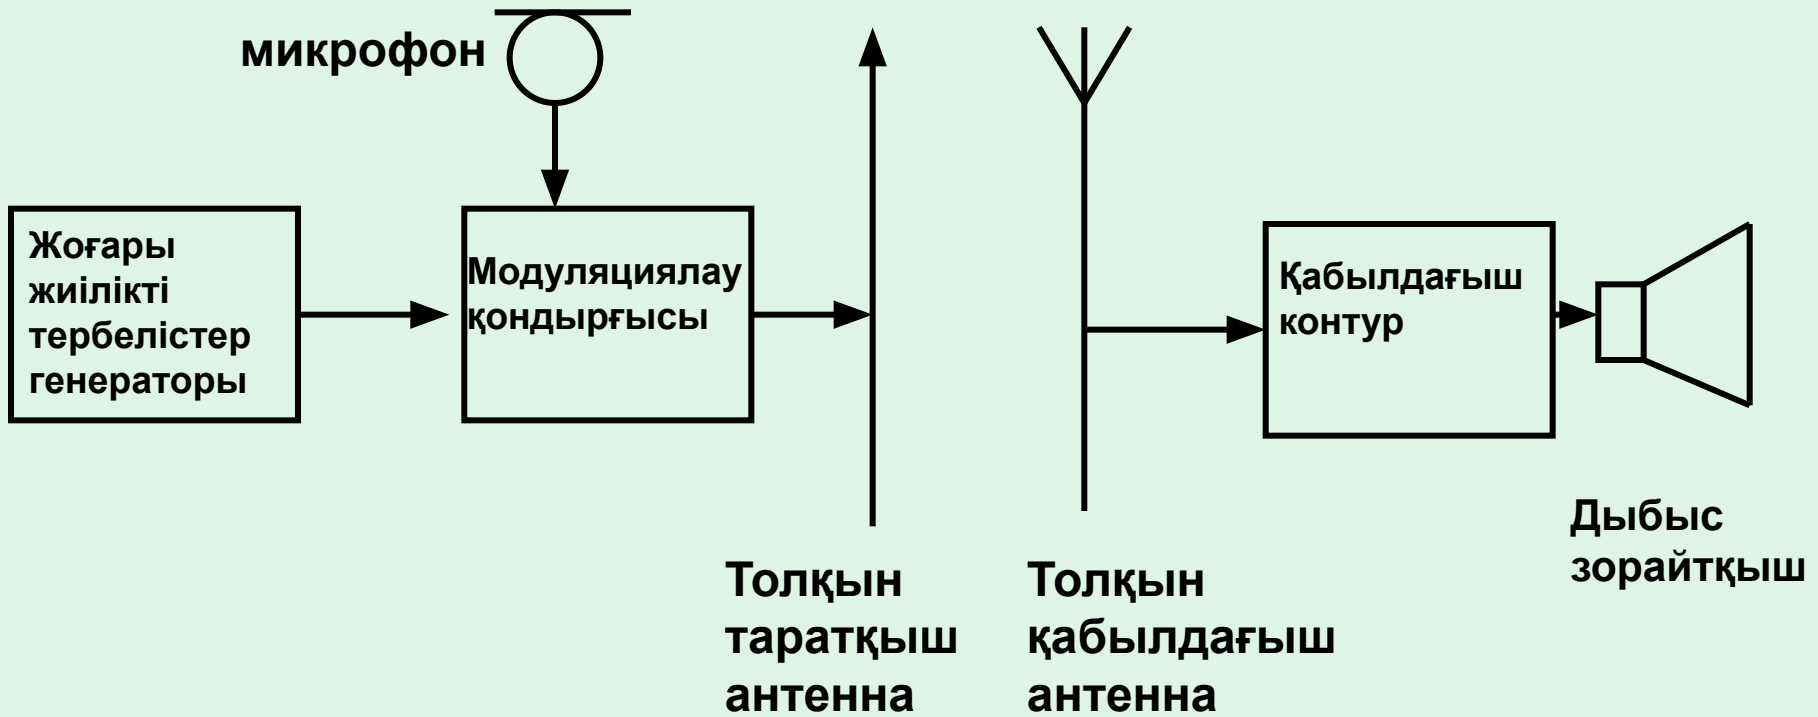 микрофон
Жоғары
жиілікті
тербелістер
генераторы
Модуляциялау
қондырғысы
Қабылдағыш
контур
Дыбыс
зорайтқыш
Толқын
таратқыш
антенна
Толқын
қабылдағыш
антенна